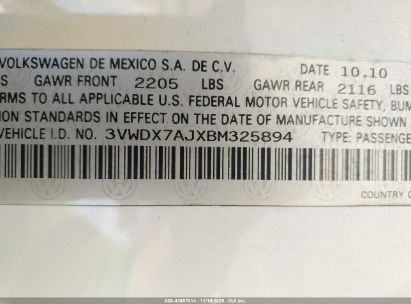 VOLKSWAGEN DE MEXICO S.A. DE C.V.
DATE 10.10
S GAWR FRONT 2205 LBS GAWR REAR 2116 LBS
RMS TO ALL APPLICABLE U.S. FEDERAL MOTOR VEHICLE SAFETY, BUM
ION STANDARDS IN EFFECT ON THE DATE OF MANUFACTURE SHOWN
VEHICLE I.D. NO. 3VWDX7AJXBM325894 TYPE: PASSENGE
COUNTRY O